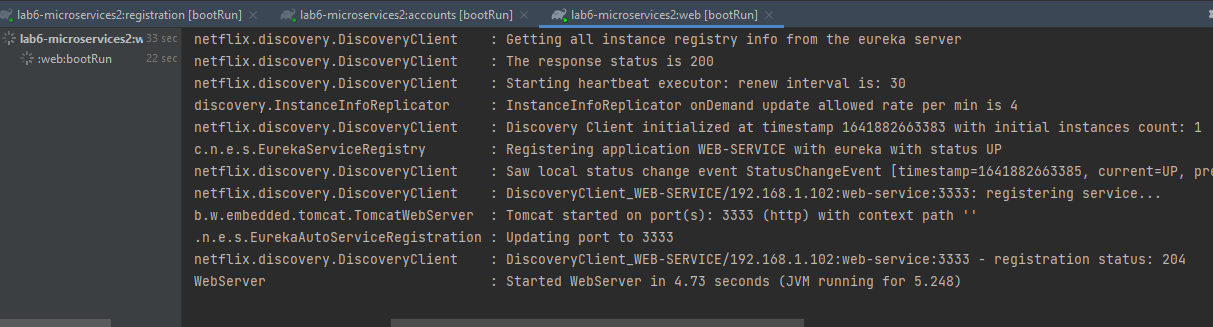 lab6-microservices2:registration [bootRun] lab6-microservices2:accounts [bootRun] lab6-microservices2:web [bootRun]
lab6-microservices2:w 33 sec
:web:bootRun 22 sec
netflix.discovery.DiscoveryClient : Getting all instance registry info from the eureka server
netflix.discovery.DiscoveryClient : The response status is 200
netflix.discovery.DiscoveryClient : Starting heartbeat executor: renew interval is: 30
discovery.InstanceInfoReplicator : InstanceInfoReplicator onDemand update allowed rate per min is 4
netflix.discovery.DiscoveryClient : Discovery Client initialized at timestamp 1641882663383 with initial instances count: 1
c.n.e.s.EurekaServiceRegistry : Registering application WEB-SERVICE with eureka with status UP
netflix.discovery.DiscoveryClient : Saw local status change event StatusChangeEvent [timestamp=1641882663385, current=UP, pre
netflix.discovery.DiscoveryClient : DiscoveryClient_WEB-SERVICE/192.168.1.102:web-service:3333: registering service...
b.w.embedded.tomcat.TomcatWebServer : Tomcat started on port(s): 3333 (http) with context path ''
.n.e.s.EurekaAutoServiceRegistration : Updating port to 3333
netflix.discovery.DiscoveryClient : DiscoveryClient_WEB-SERVICE/192.168.1.102:web-service:3333 - registration status: 204
WebServer : Started WebServer in 4.73 seconds (JVM running for 5.248)